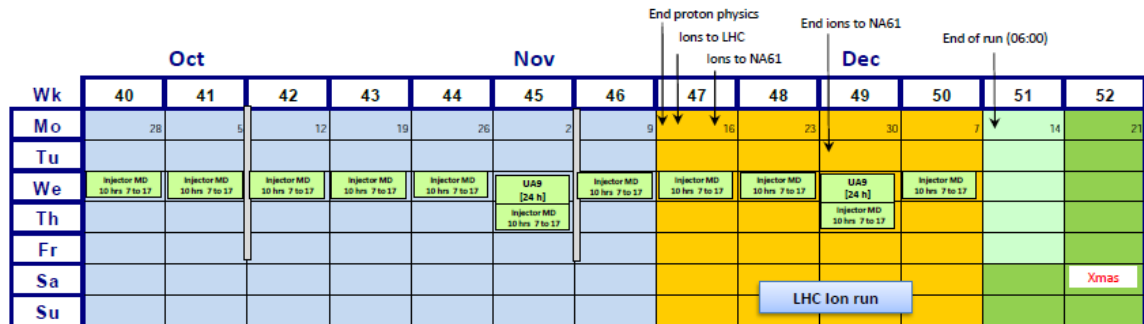 End proton physics
End ions to NA61
Ions to LHC
End of run (06:00)
Oct Nov Ions to NA61 Dec
Wk 40 41 42 43 44 45 46 47 48 49 50 51 52
Mo 28 5 12 19 26 2 9 16 23 30 7 14 21
Tu
We Injector MD Injector MD Injector MD Injector MD Injector MD UA9 Injector MD Injector MD Injector MD UA9 Injector MD
10 hrs 7 to 17 10 hrs 7 to 17 10 hrs 7 to 17 10 hrs 7 to 17 10 hrs 7 to 17 [24 h] 10 hrs 7 to 17 10 hrs 7 to 17 10 hrs 7 to 17 [24 h] 10 hrs 7 to 17
Th Injector MD Injector MD
10 hrs 7 to 17 10 hrs 7 to 17
Fr
Sa Xmas
Su LHC Ion run